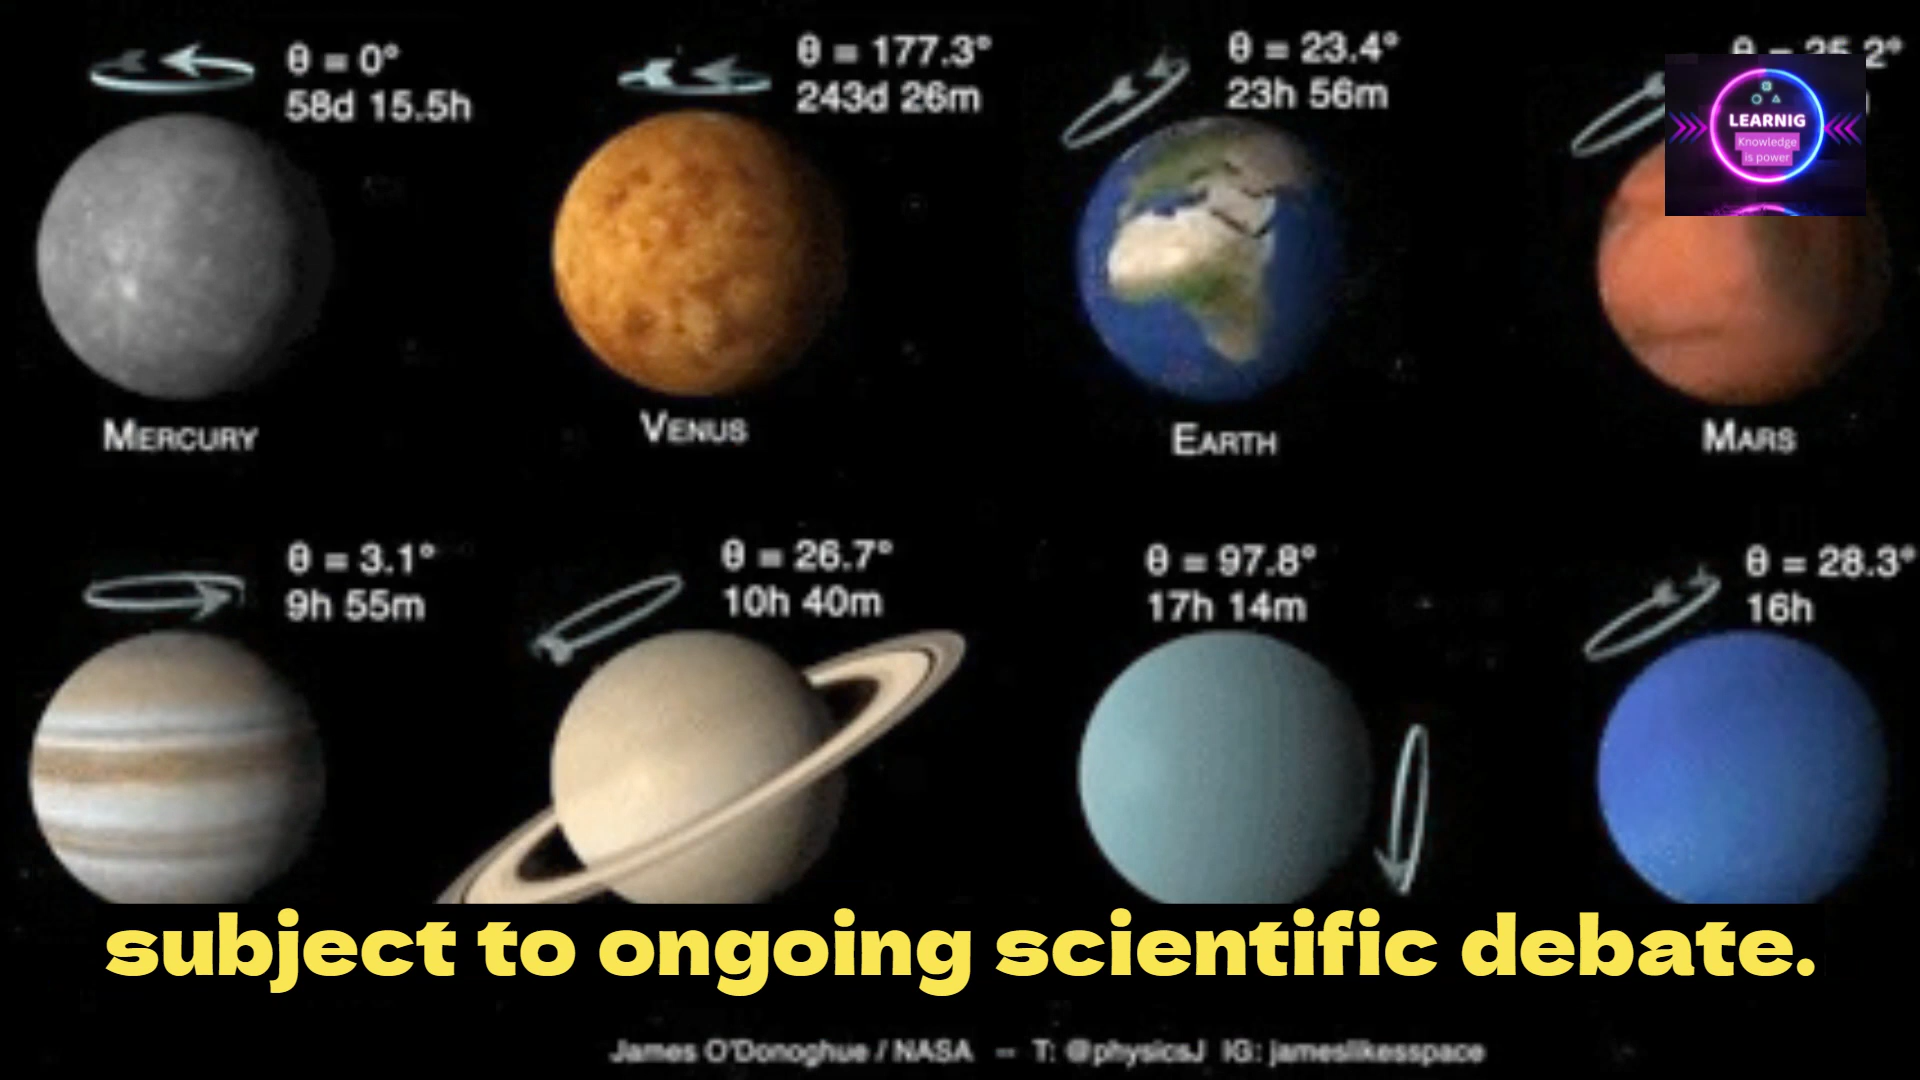 θ = 0°
58d 15.5h
θ = 177.3°
243d 26m
θ = 23.4°
23h 56m
LEARNIG
Knowledge
is power
MERCURY
VENUS
EARTH
MARS
θ = 3.1°
9h 55m
θ = 26.7°
10h 40m
θ = 97.8°
17h 14m
θ = 28.3°
16h
subject to ongoing scientific debate.
James O'Donoghue / NASA -- T: @physicsJ IG: jameslikesspace